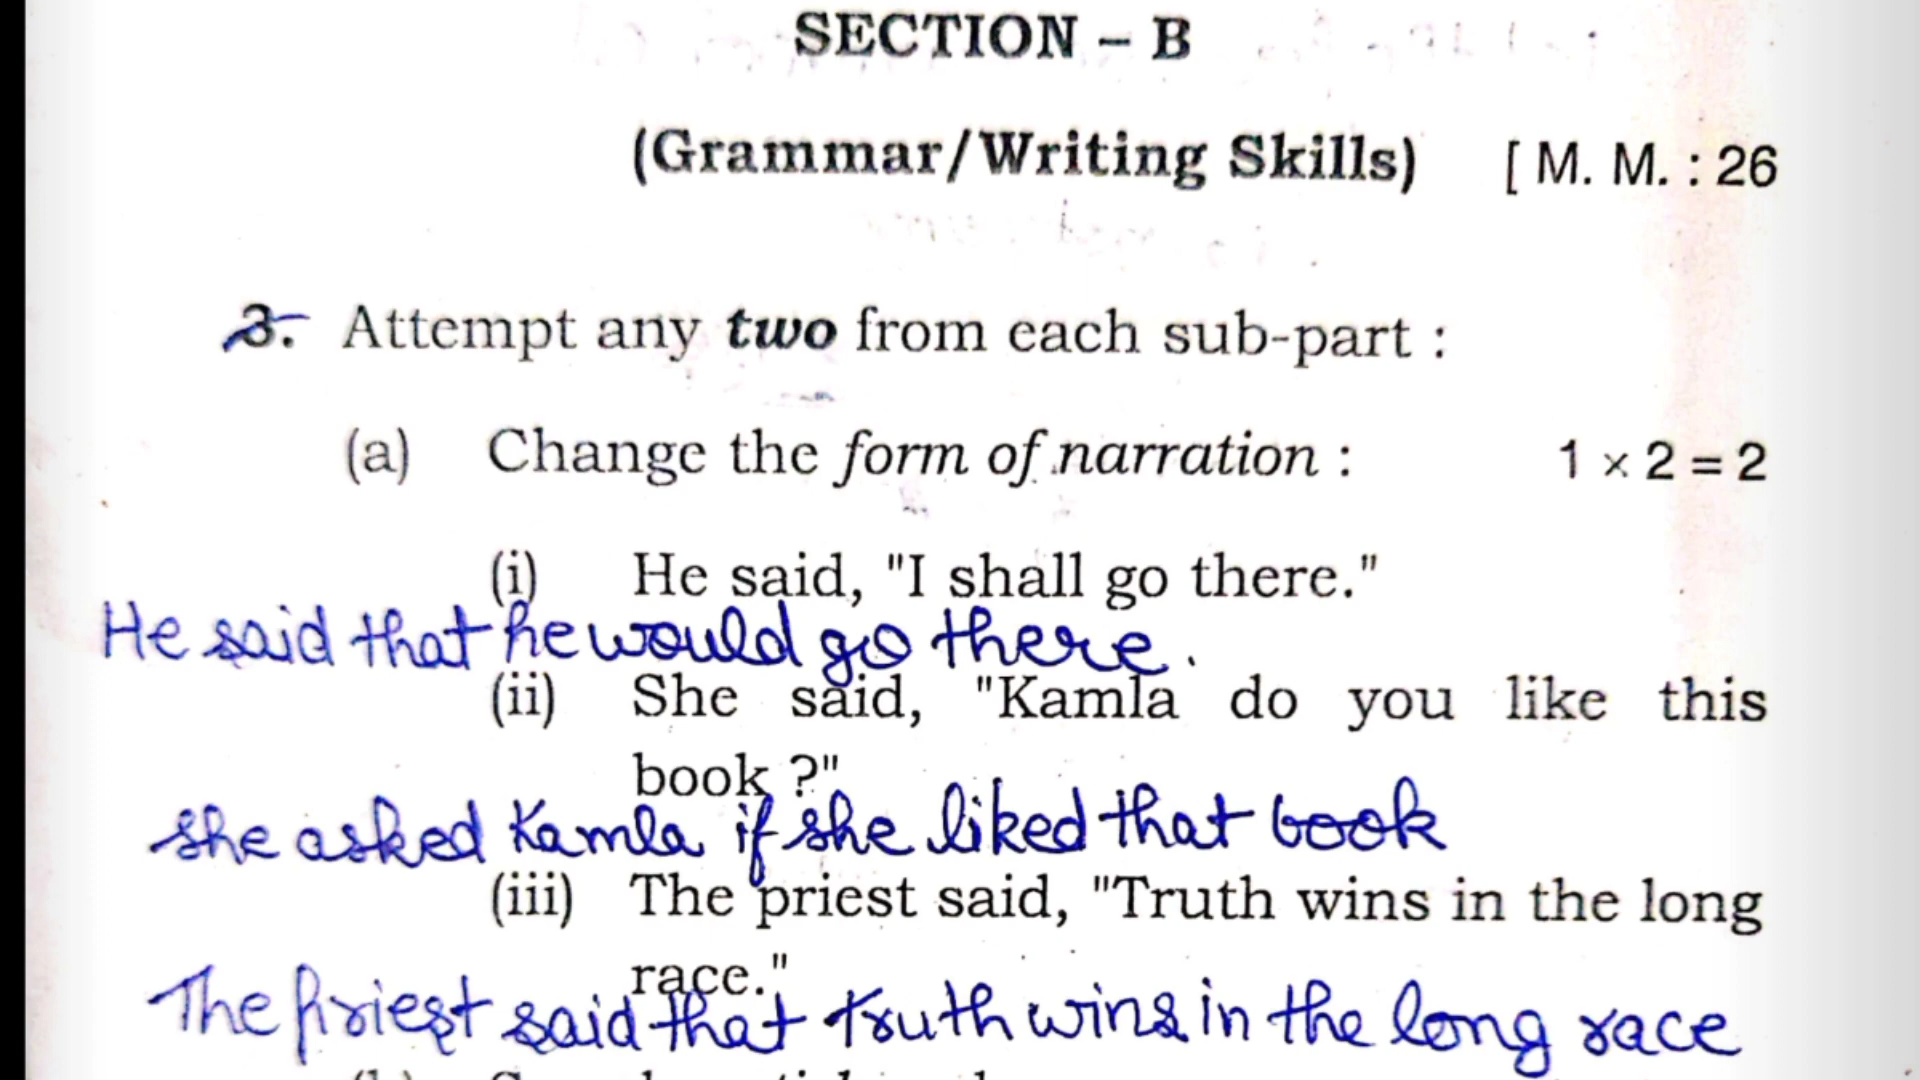 SECTION – B
(Grammar/Writing Skills) [ M. M. : 26
3. Attempt any two from each sub-part :
(a) Change the form of narration : 1 × 2 = 2
(i) He said, "I shall go there."
He said that he would go there.
(ii) She said, "Kamla do you like this
book ?"
She asked Kamla if she liked that book
(iii) The priest said, "Truth wins in the long
race."
The priest said that truth wins in the long race